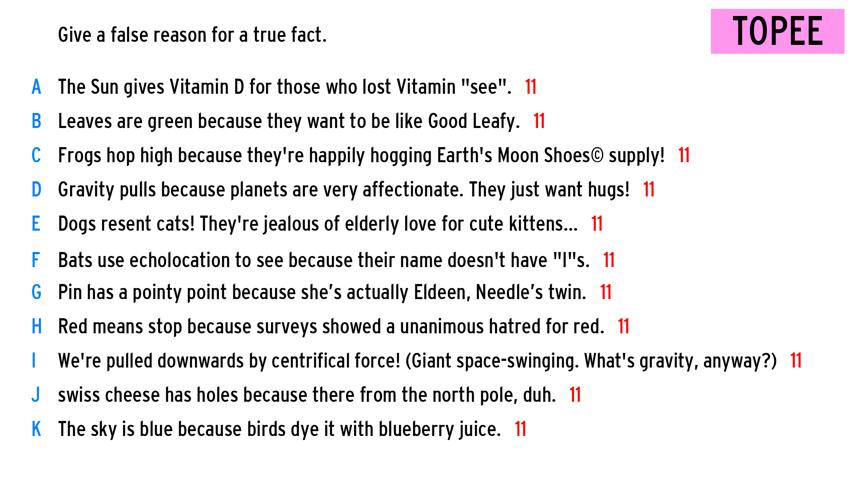 Give a false reason for a true fact.
TOPEE
A The Sun gives Vitamin D for those who lost Vitamin "see". 11
B Leaves are green because they want to be like Good Leafy. 11
C Frogs hop high because they're happily hogging Earth's Moon Shoes© supply! 11
D Gravity pulls because planets are very affectionate. They just want hugs! 11
E Dogs resent cats! They're jealous of elderly love for cute kittens... 11
F Bats use echolocation to see because their name doesn't have "I"s. 11
G Pin has a pointy point because she’s actually Eldeen, Needle’s twin. 11
H Red means stop because surveys showed a unanimous hatred for red. 11
I We're pulled downwards by centrifical force! (Giant space-swinging. What's gravity, anyway?) 11
J swiss cheese has holes because there from the north pole, duh. 11
K The sky is blue because birds dye it with blueberry juice. 11